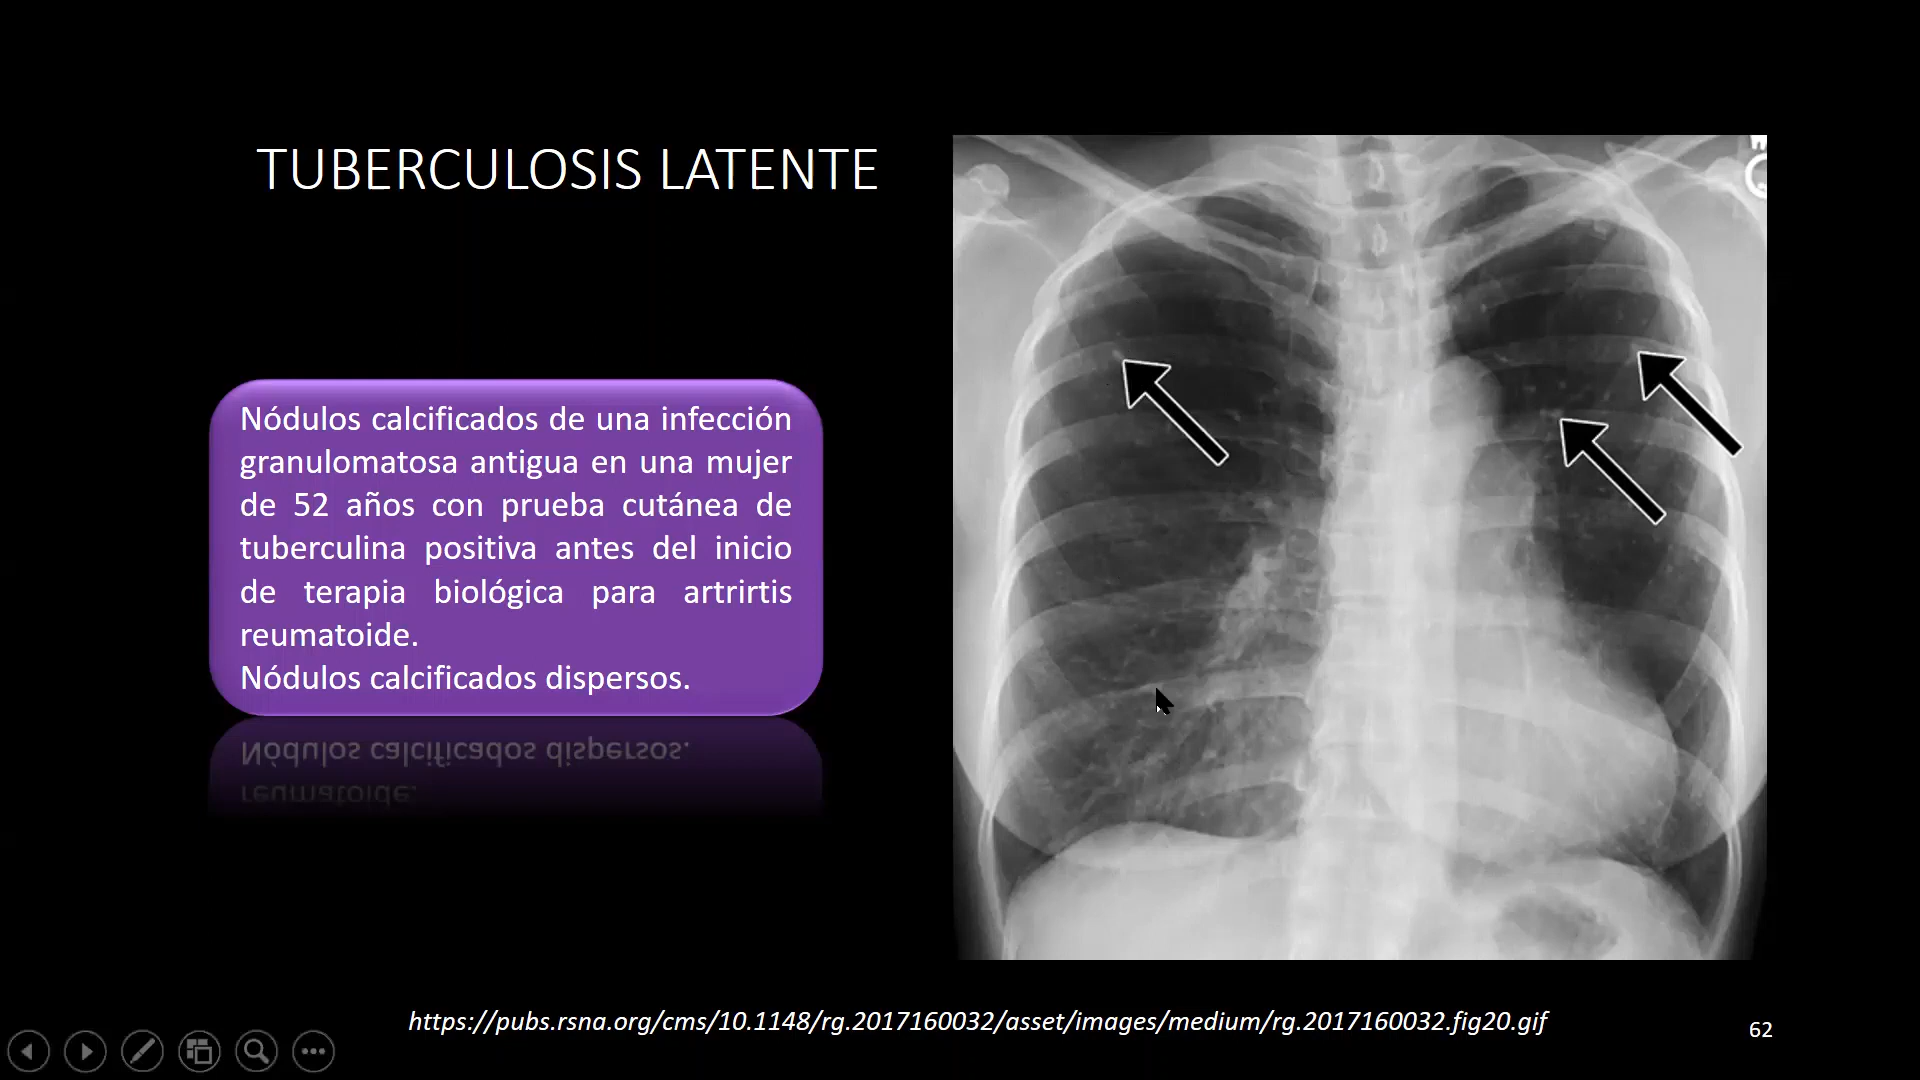 TUBERCULOSIS LATENTE
Nódulos calcificados de una infección
granulomatosa antigua en una mujer
de 52 años con prueba cutánea de
tuberculina positiva antes del inicio
de terapia biológica para artrirtis
reumatoide.
Nódulos calcificados dispersos.
https://pubs.rsna.org/cms/10.1148/rg.2017160032/asset/images/medium/rg.2017160032.fig20.gif
62